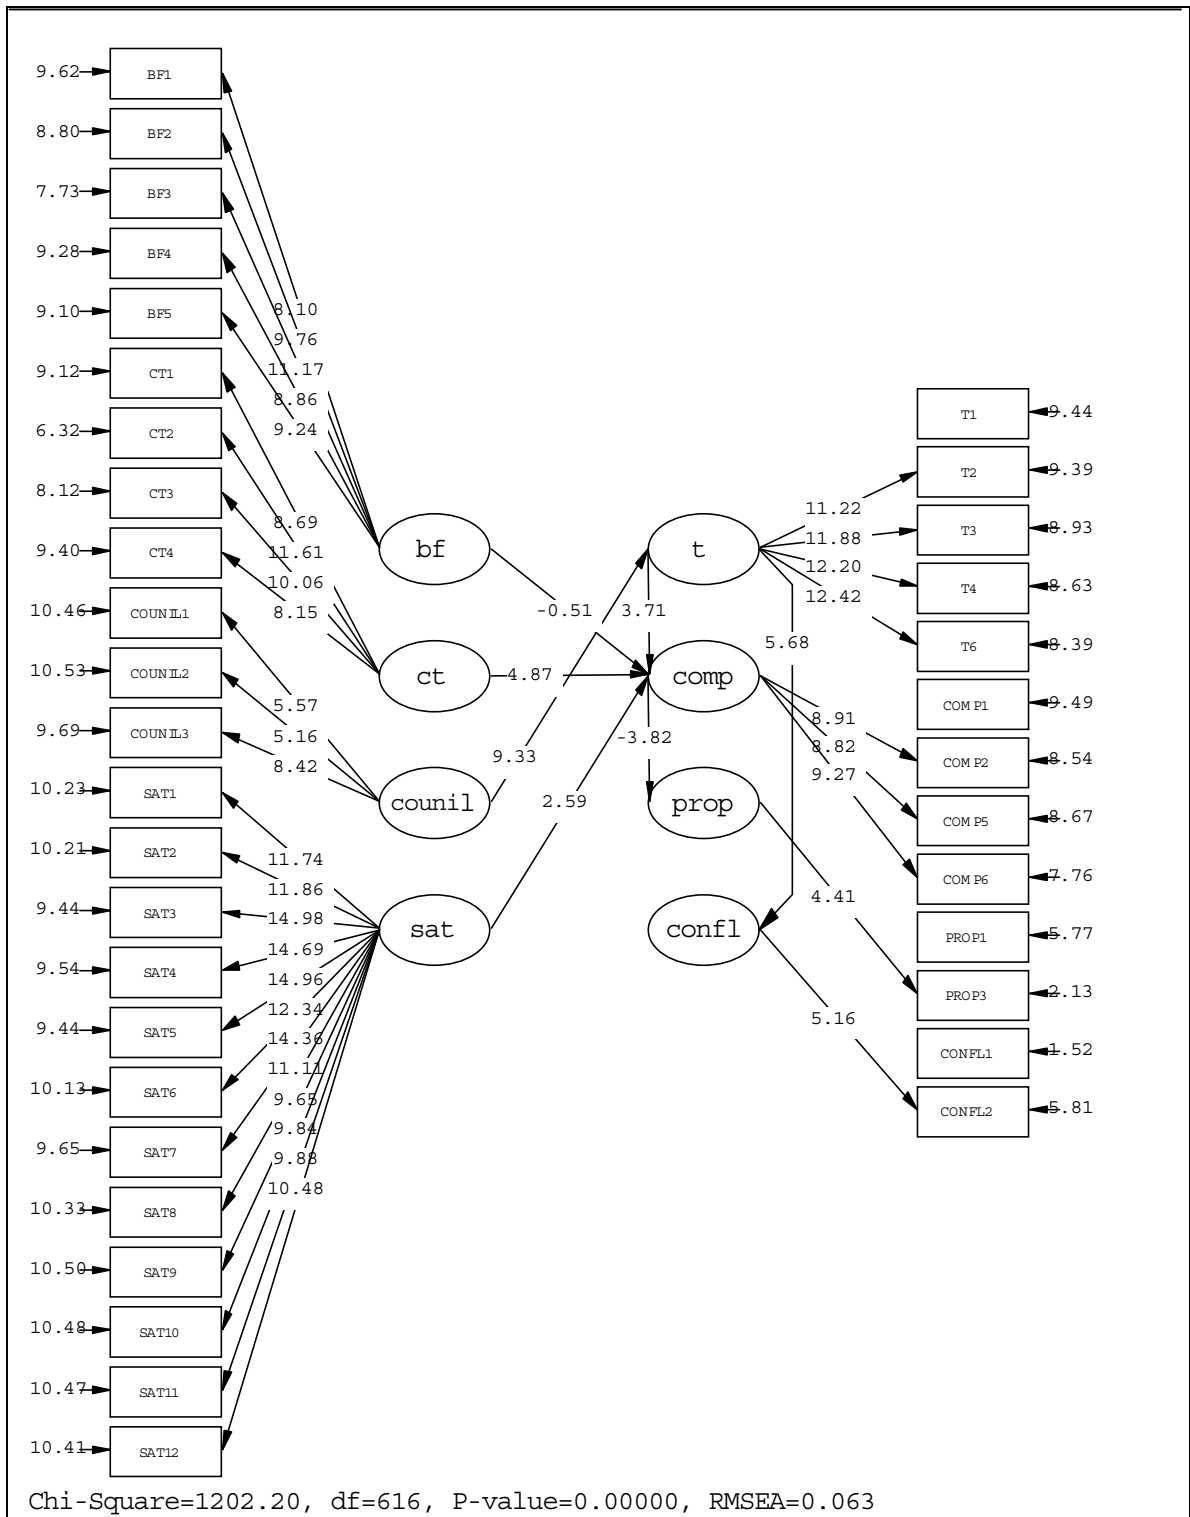 9.62 BF1
8.80 BF2
7.73 BF3
9.28 BF4
9.10 BF5
9.12 CT1
6.32 CT2
8.12 CT3
9.40 CT4
10.46 COUNIL1
10.53 COUNIL2
9.69 COUNIL3
10.23 SAT1
10.21 SAT2
9.44 SAT3
9.54 SAT4
9.44 SAT5
10.13 SAT6
9.65 SAT7
10.33 SAT8
10.50 SAT9
10.48 SAT10
10.47 SAT11
10.41 SAT12
8.10
9.76
11.17
8.86
9.24
8.69
11.61
10.06
8.15
5.57
5.16
8.42
11.74
11.86
14.98
14.69
14.96
12.34
14.36
11.11
9.65
9.84
9.88
10.48
bf
ct
counil
sat
-0.51
4.87
9.33
2.59
3.71
-3.82
5.68
t
comp
prop
confl
11.22
11.88
12.20
12.42
8.91
8.82
9.27
4.41
5.16
T1 9.44
T2 9.39
T3 8.93
T4 8.63
T6 8.39
COMP1 9.49
COMP2 8.54
COMP5 8.67
COMP6 7.76
PROP1 5.77
PROP3 2.13
CONFL1 1.52
CONFL2 5.81
Chi-Square=1202.20, df=616, P-value=0.00000, RMSEA=0.063